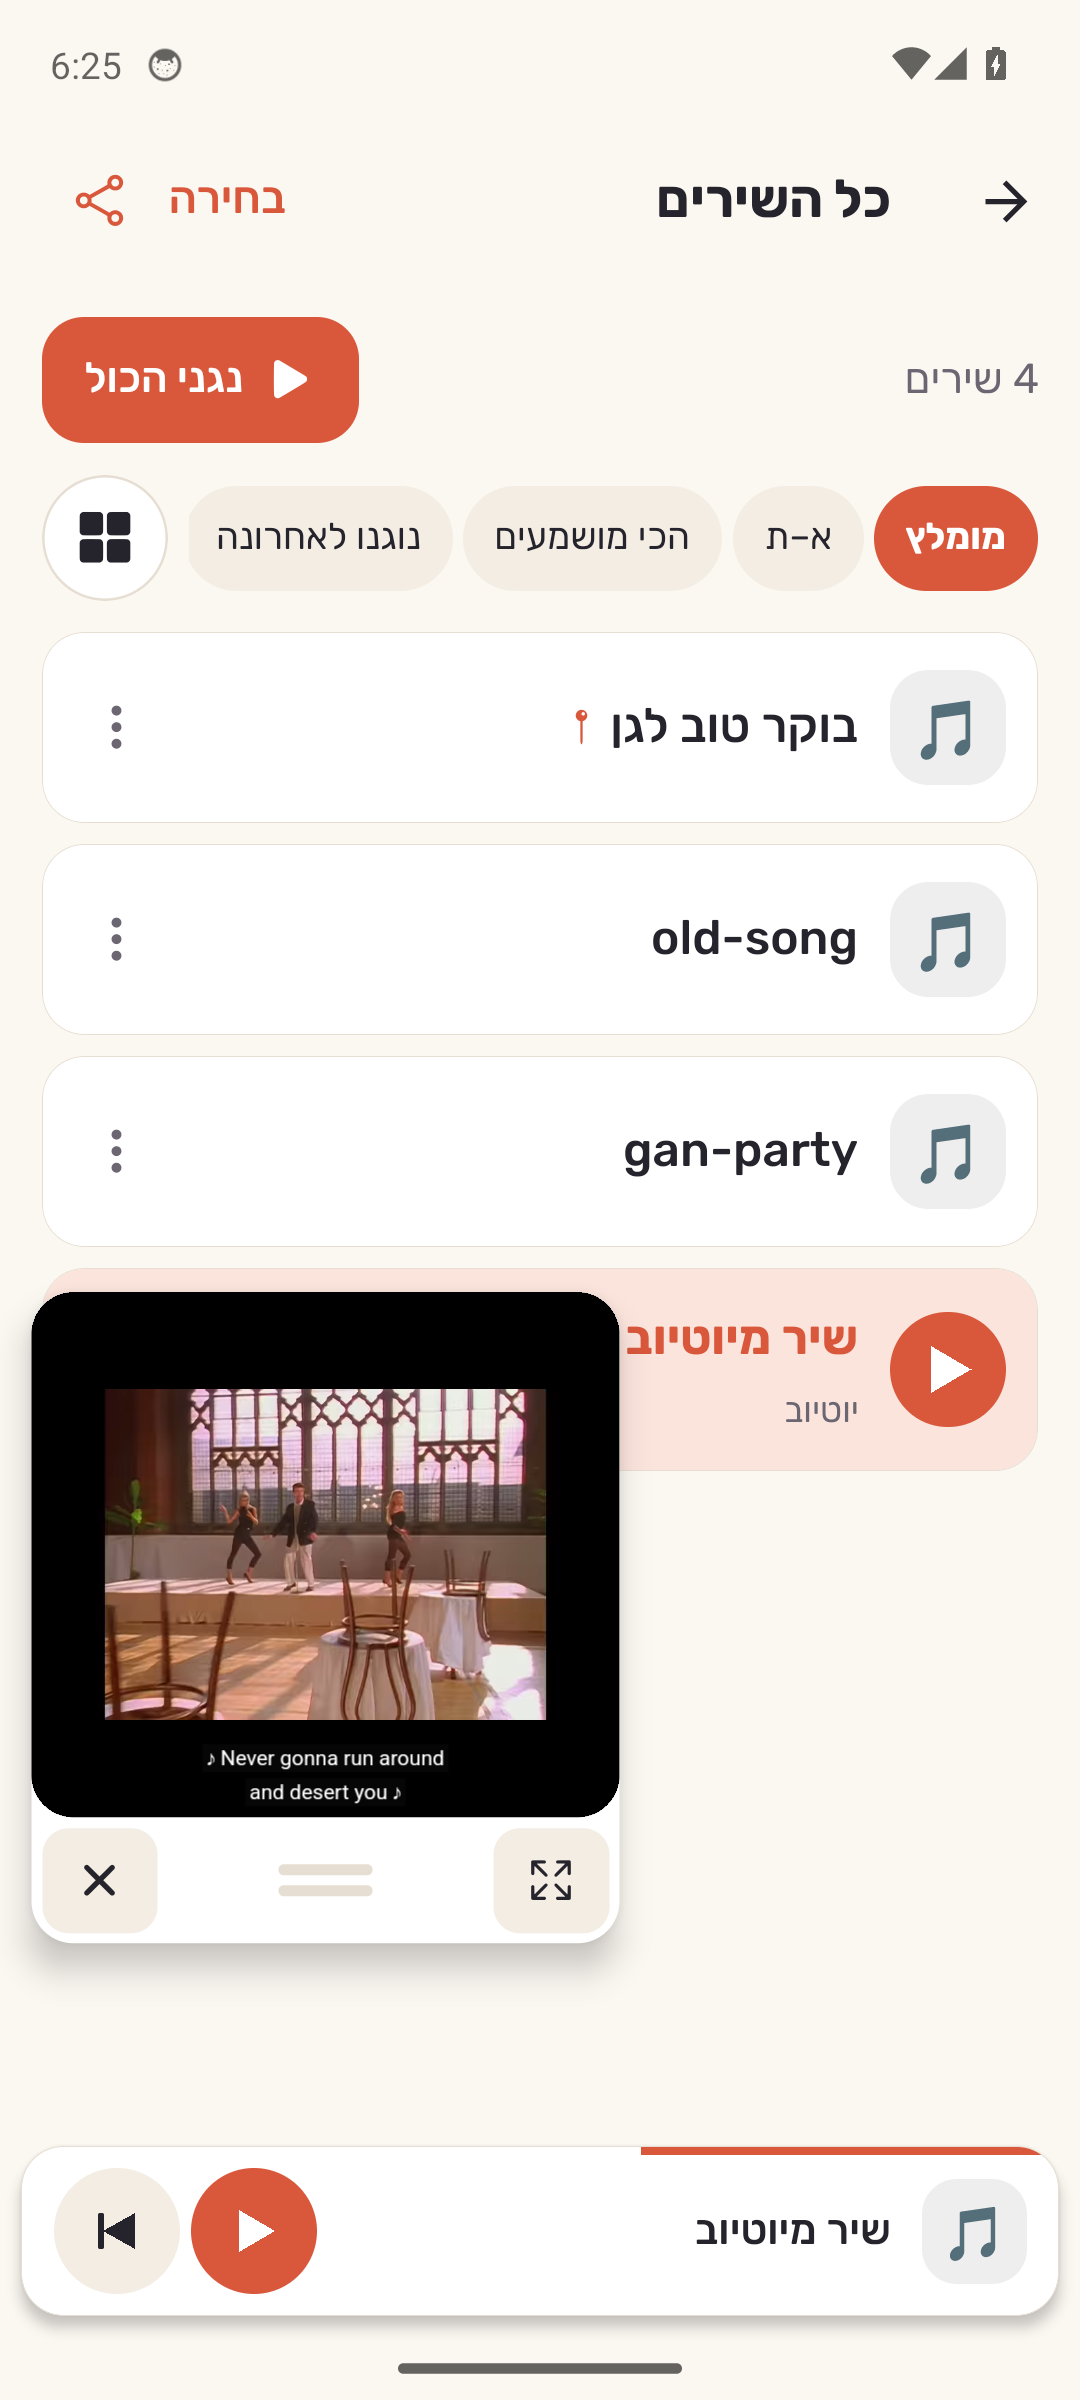 6:25
כל השירים
בחירה
4 שירים
נגני הכול
מומלץ
א-ת
הכי מושמעים
נוגנו לאחרונה
בוקר טוב לגן
old-song
gan-party
שיר מיוטיוב
יוטיוב
♪ Never gonna run around
and desert you ♪
שיר מיוטיוב